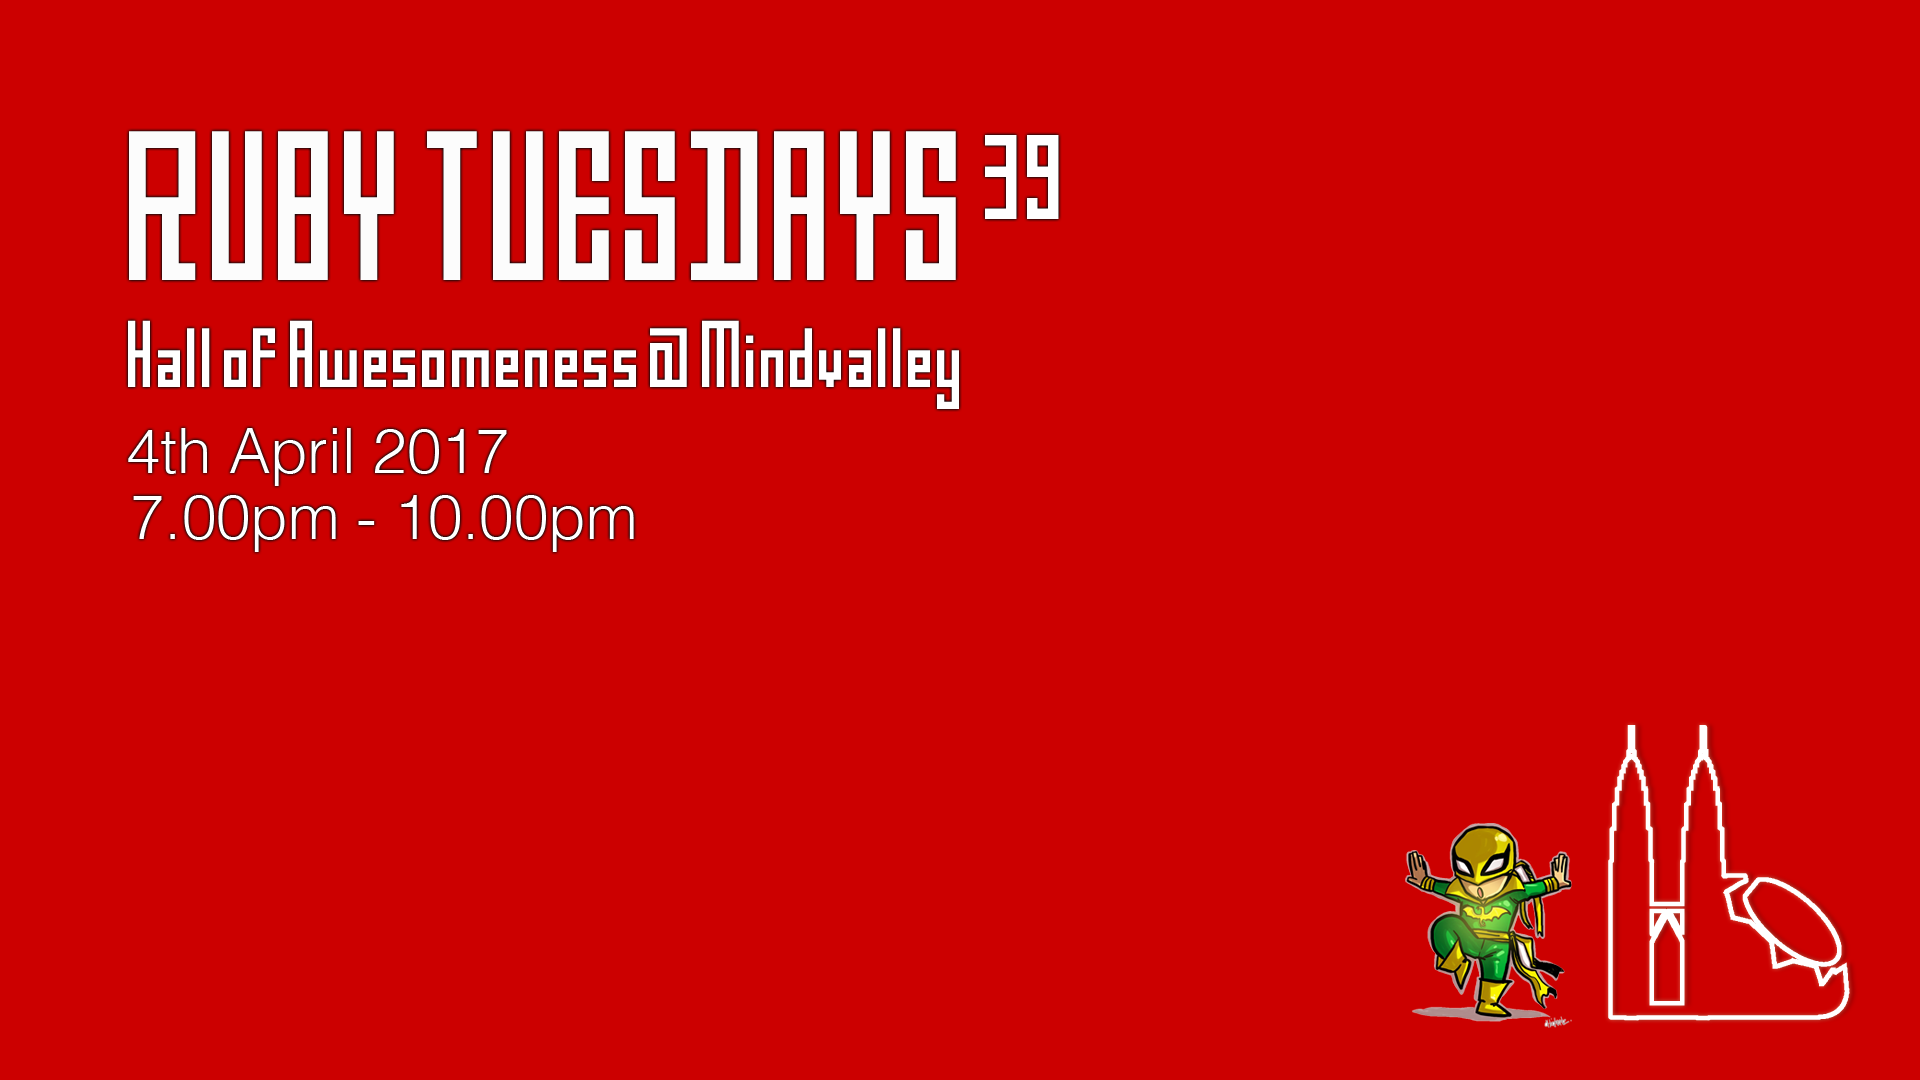 RUBY TUESDAYS 39
Hall of Awesomeness @ Mindvalley
4th April 2017
7.00pm - 10.00pm